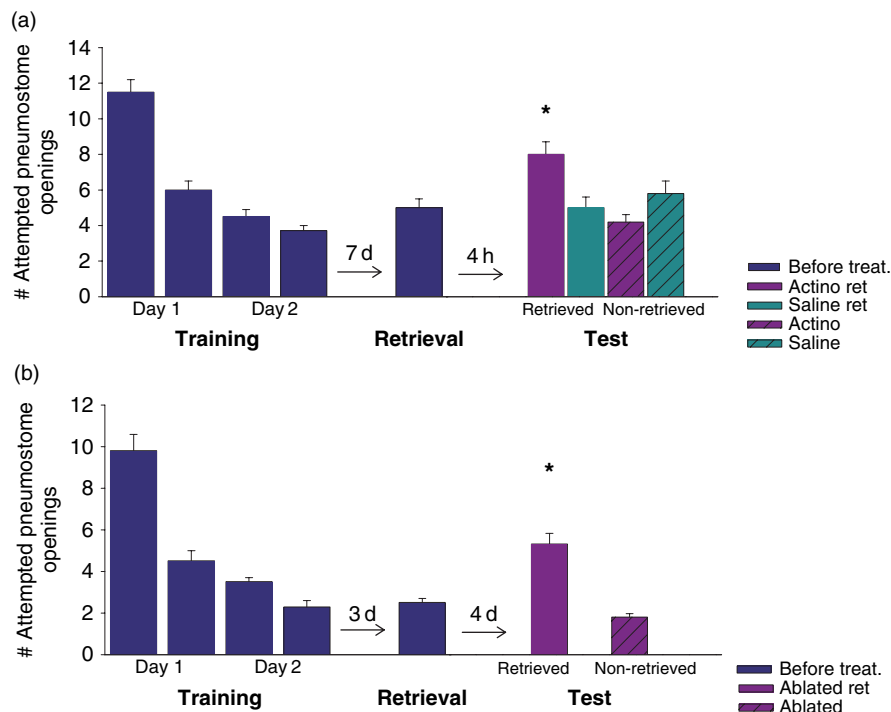 (a)
# Attempted pneumostome
openings
14
12
10
8
6
4
2
0
7 d
4 h
*
Day 1
Day 2
Retrieved
Non-retrieved
Training
Retrieval
Test
Before treat.
Actino ret
Saline ret
Actino
Saline
(b)
# Attempted pneumostome
openings
12
10
8
6
4
2
0
3 d
4 d
*
Day 1
Day 2
Retrieved
Non-retrieved
Training
Retrieval
Test
Before treat.
Ablated ret
Ablated